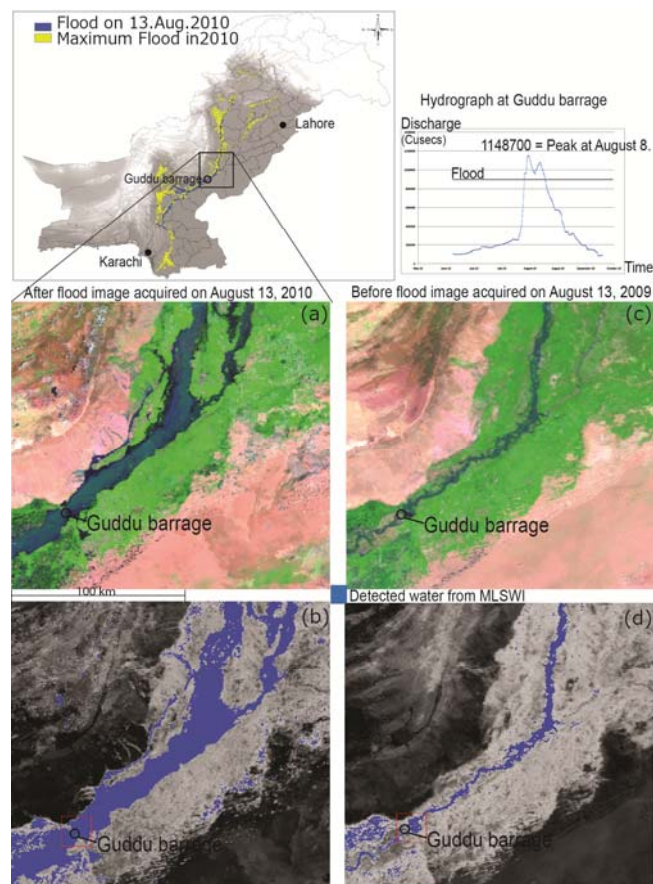 Flood on 13.Aug.2010
Maximum Flood in2010
Lahore
Guddu barrage
Karachi
Hydrograph at Guddu barrage
Discharge
(Cusecs)
1148700 = Peak at August 8.
Flood
Time
After flood image acquired on August 13, 2010
Before flood image acquired on August 13, 2009
(a)
(c)
Guddu barrage
Guddu barrage
100 km
Detected water from MLSWI
(b)
(d)
Guddu barrage
Guddu barrage